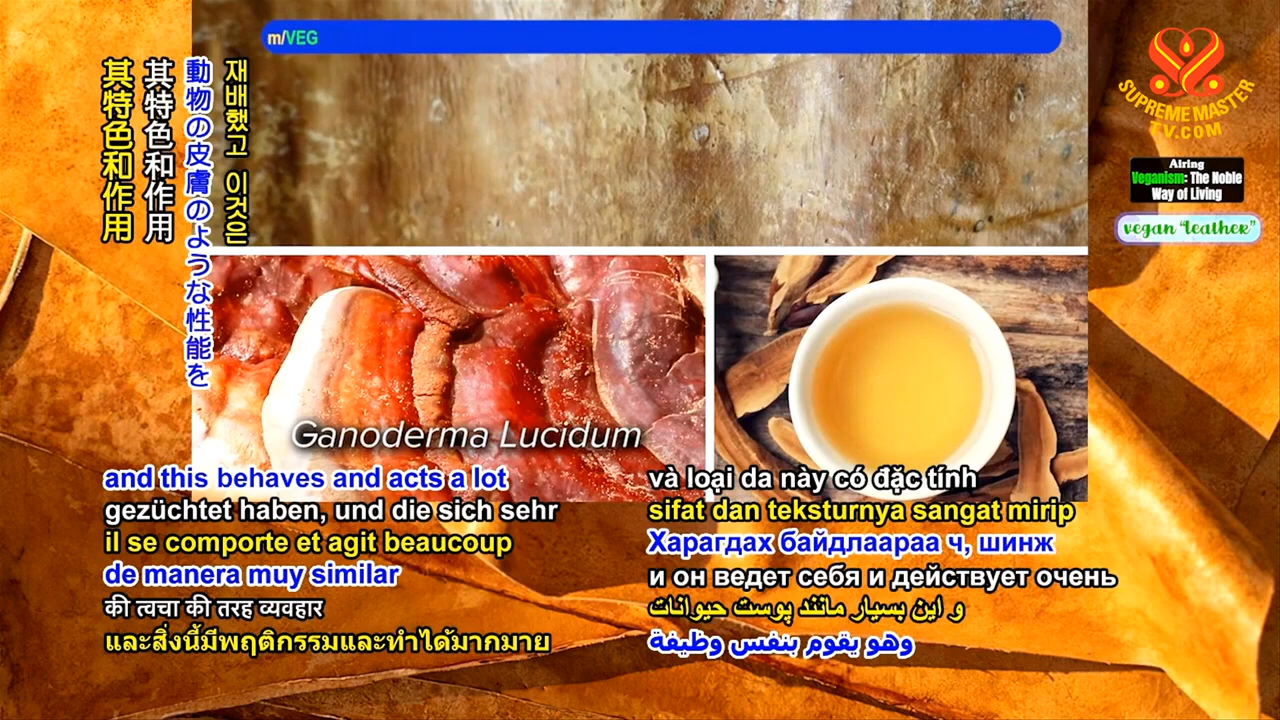 m/VEG
SUPREME MASTER
TV.COM
Airing
Veganism: The Noble
Way of Living
vegan "leather"
其特色和作用
其特色和作用
動物の皮膚のような性能を
재배했고 이것은
Ganoderma Lucidum
and this behaves and acts a lot
gezüchtet haben, und die sich sehr
il se comporte et agit beaucoup
de manera muy similar
की त्वचा की तरह व्यवहार
และสิ่งนี้มีพฤติกรรมและทำได้มากมาย
và loại da này có đặc tính
sifat dan teksturnya sangat mirip
Харагдах байдлаараа ч, шинж
и он ведет себя и действует очень
و این بسیار مانند پوست حیوانات
وهو يقوم بنفس وظيفة